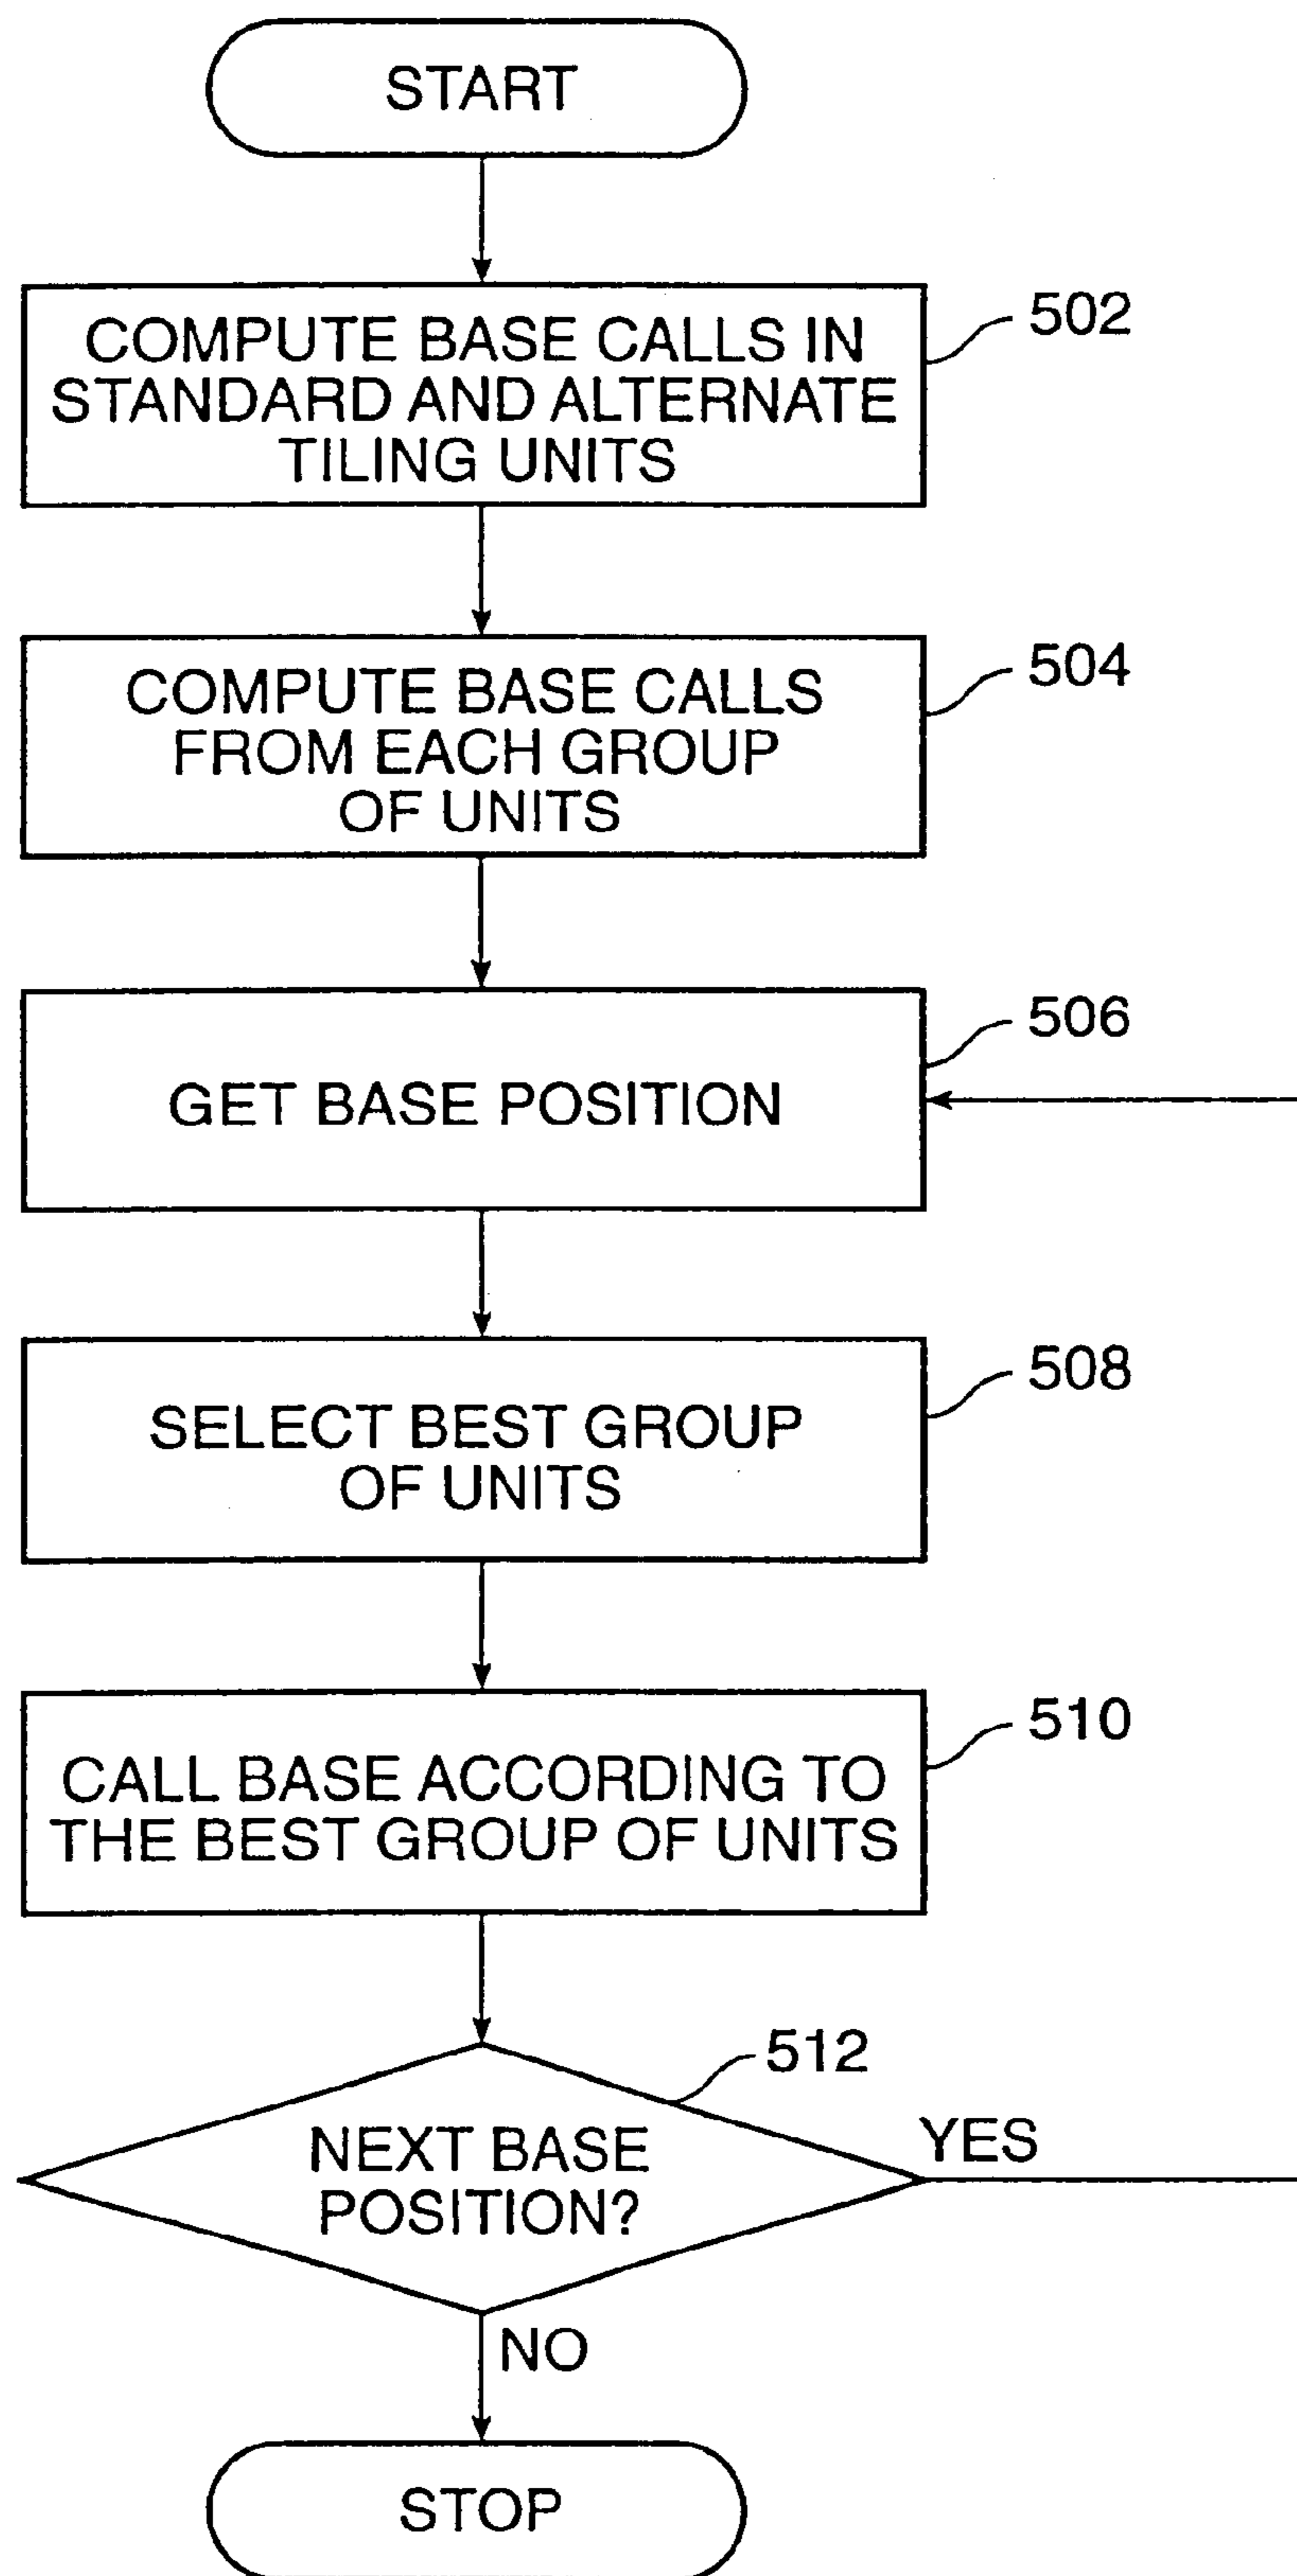 START
COMPUTE BASE CALLS IN
STANDARD AND ALTERNATE
TILING UNITS
502
COMPUTE BASE CALLS
FROM EACH GROUP
OF UNITS
504
GET BASE POSITION
506
SELECT BEST GROUP
OF UNITS
508
CALL BASE ACCORDING TO
THE BEST GROUP OF UNITS
510
NEXT BASE
POSITION?
512
YES
NO
STOP